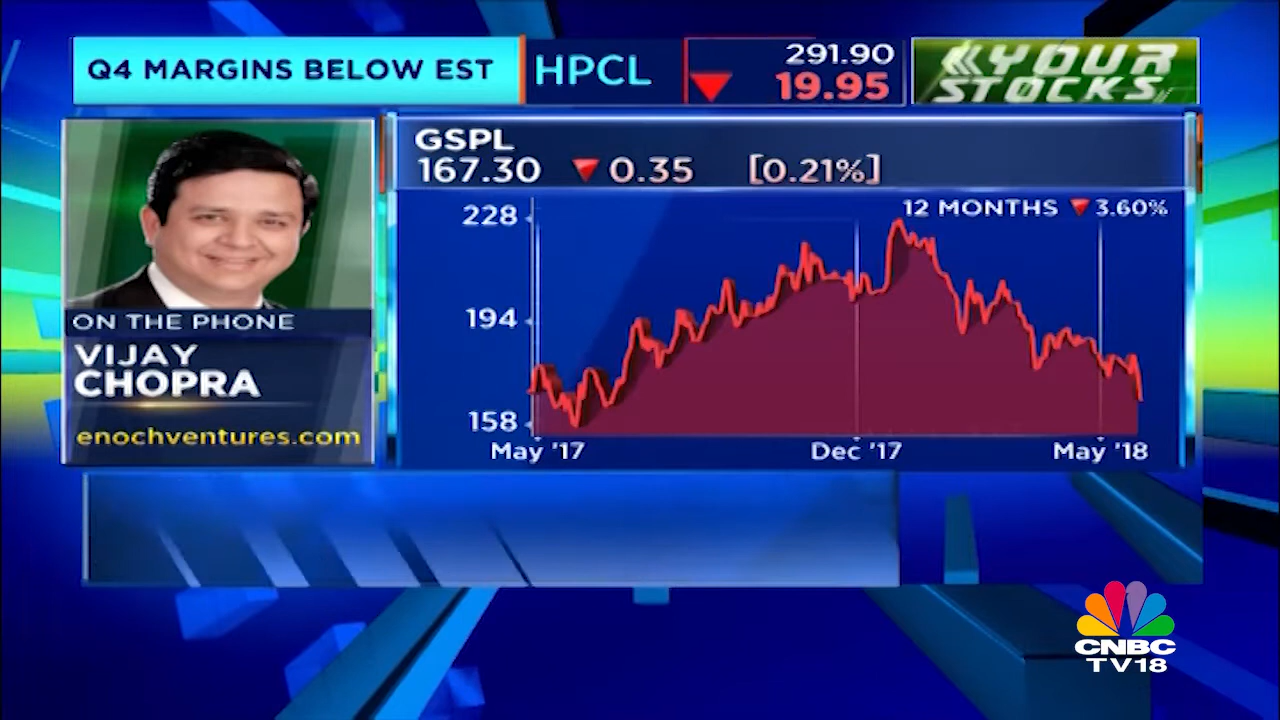 Q4 MARGINS BELOW EST
HPCL
291.90
19.95
YOUR
STOCKS
GSPL
167.30 0.35 [0.21%]
12 MONTHS 3.60%
228
194
158
May '17 Dec '17 May '18
ON THE PHONE
VIJAY
CHOPRA
enochventures.com
CNBC
TV18